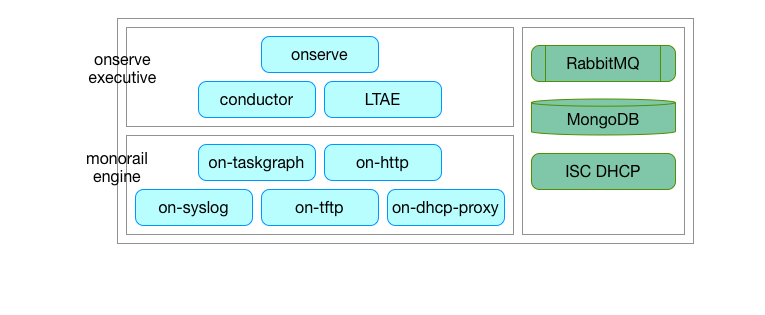 onserve
executive
onserve
conductor
LTAE
monorail
engine
on-taskgraph
on-http
on-syslog
on-tftp
on-dhcp-proxy
RabbitMQ
MongoDB
ISC DHCP